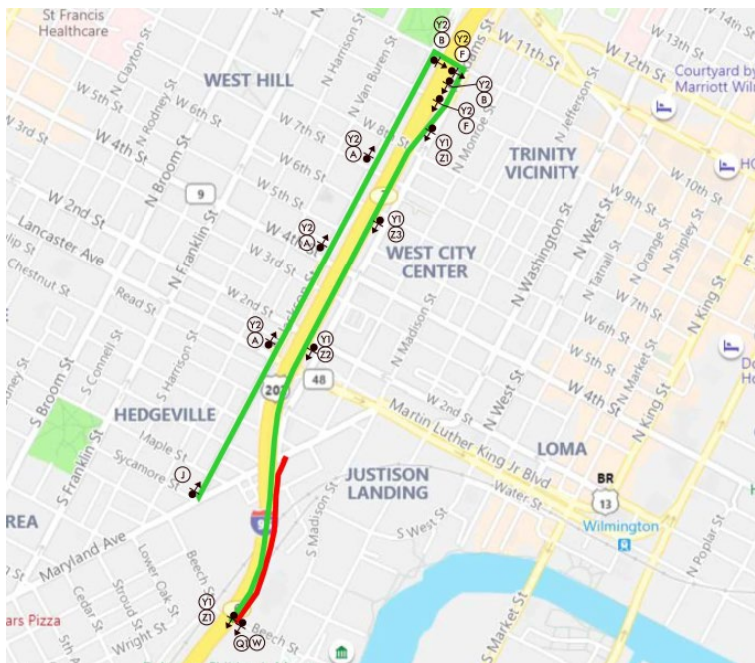 St Francis
Healthcare
N Clayton St
N Harrison St
N Van Buren St
Y2
B
Y2
F
W 11th St
W 12th St
W 13th St
W 14th St
Courtyard by
Marriott Wil
WEST HILL
N Rodney St
W 5th St
W 6th St
W 7th St
W 8th St
Y2
B
Y2
F
Y1
Z1
N Monroe St
N Jefferson St
TRINITY
VICINITY
W 10th St
W 3rd St
W 4th St
N Broom St
9
Y2
A
W 9th St
N Shipley St
N Orange St
W 2nd St
Lancaster Ave
N Franklin St
Y2
A
W 4th St
Y1
Z3
WEST CITY
CENTER
N Washington St
N West St
N Tatnall St
N King St
Chestnut St
Read St
W 3rd St
W 2nd St
N Madison St
W 7th St
W 6th St
W 5th St
N Market St
S Connell St
S Harrison St
Y2
A
Y1
Z2
S Broom St
202
48
N West St
W 2nd St
W 4th St
N King St
HEDGEVILLE
Maple St
Sycamore St
Martin Luther King Jr Blvd
LOMA
S Franklin St
J
JUSTISON
LANDING
Water St
BR
13
REA
Maryland Ave
S Madison St
S West St
Wilmington
N Poplar St
Lower Oak St
Beech St
Cedar St
Stroud St
Wright St
S Market St
ars Pizza
5th A
Y1
Z1
Q1
W
Beech St